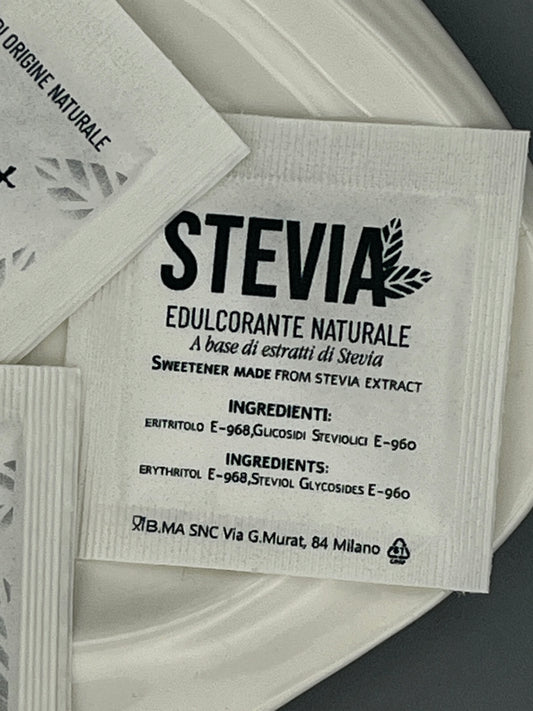 DI ORIGINE NATURALE
STEVIA
EDULCORANTE NATURALE
A base di estratti di Stevia
SWEETENER MADE FROM STEVIA EXTRACT
INGREDIENTI:
ERITRITOLO E-968,GLICOSIDI STEVIOLICI E-960
INGREDIENTS:
ERYTHRITOL E-968,STEVIOL GLYCOSIDES E-960
B.MA SNC Via G.Murat, 84 Milano